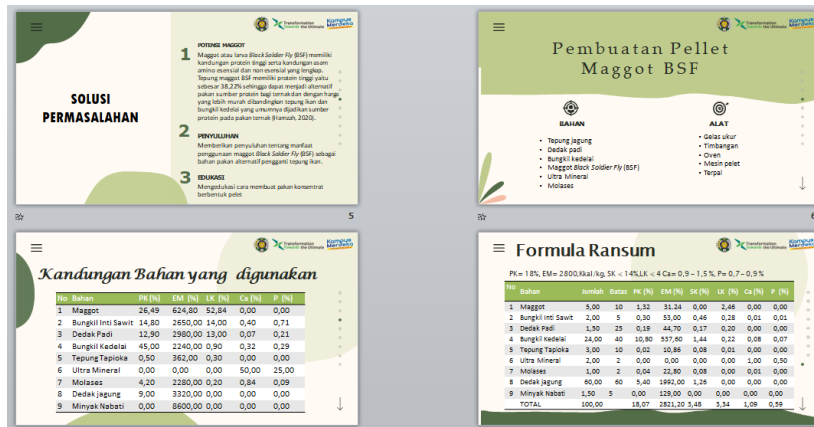 Transformation
Towards the Ultimate
Kampus
Merdeka
SOLUSI
PERMASALAHAN
1
POTENSI MAGGOT
Maggot atau larva Black Soldier Fly (BSF) memiliki
kandungan protein tinggi serta kandungan asam
amino esensial dan non esensial yang lengkap.
Tepung maggot BSF memiliki protein tinggi yaitu
sebesar 38,22% sehingga dapat menjadi alternatif
pakan sumber protein bagi ternak dan dengan harga
yang lebih murah dibandingkan tepung ikan dan
bungkil kedelai yang umumnya dijadikan sumber
protein pada pakan ternak (Hamzah, 2020).
2
PENYULUHAN
Memberikan penyuluhan tentang manfaat
penggunaan maggot Black Soldier Fly (BSF) sebagai
bahan pakan alternatif pengganti tepung ikan.
3
EDUKASI
Mengedukasi cara membuat pakan konsentrat
berbentuk pelet
5
Transformation
Towards the Ultimate
Kampus
Merdeka
Pembuatan Pellet
Maggot BSF
BAHAN
• Tepung jagung
• Dedak padi
• Bungkil kedelai
• Maggot Black Soldier Fly (BSF)
• Ultra Mineral
• Molases
ALAT
• Gelas ukur
• Timbangan
• Oven
• Mesin pelet
• Terpal
6
Transformation
Towards the Ultimate
Kampus
Merdeka
Kandungan Bahan yang digunakan
No Bahan PK (%) EM (%) LK (%) Ca (%) P (%)
1 Maggot 26,49 624,80 52,84 0,00 0,00
2 Bungkil Inti Sawit 14,80 2650,00 14,00 0,40 0,71
3 Dedak Padi 12,90 2980,00 13,00 0,07 0,21
4 Bungkil Kedelai 45,00 2240,00 0,90 0,32 0,29
5 Tepung Tapioka 0,50 362,00 0,30 0,00 0,00
6 Ultra Mineral 0,00 0,00 0,00 50,00 25,00
7 Molases 4,20 2280,00 0,20 0,84 0,09
8 Dedak jagung 9,00 3320,00 0,00 0,00 0,00
9 Minyak Nabati 0,00 8600,00 0,00 0,00 0,00
Transformation
Towards the Ultimate
Kampus
Merdeka
Formula Ransum
PK= 18%, EM= 2800,Kkal/kg, SK < 14%,LK < 4 Ca= 0,9 – 1,5 %, P= 0,7 – 0,9 %
No Bahan Jumlah Batas PK (%) EM (%) SK (%) LK (%) Ca (%) P (%)
1 Maggot 5,00 10 1,32 31.24 0,00 2,46 0,00 0,00
2 Bungkil Inti Sawit 2,00 5 0,30 53,00 0,46 0,28 0,01 0,01
3 Dedak Padi 1,50 25 0,19 44,70 0,17 0,20 0,00 0,00
4 Bungkil Kedelai 24,00 40 10,80 537,60 1,44 0,22 0,08 0,07
5 Tepung Tapioka 3,00 10 0,02 10,86 0,08 0,01 0,00 0,00
6 Ultra Mineral 2,00 2 0,00 0,00 0,00 0,00 1,00 0,50
7 Molases 1,00 2 0,04 22,80 0,08 0,00 0,01 0,00
8 Dedak jagung 60,00 60 5,40 1992,00 1,26 0,00 0,00 0,00
9 Minyak Nabati 1,50 5 0,00 129,00 0,00 0,00 0,00 0,00
TOTAL 100,00 18,07 2821,20 3,48 3,34 1,09 0,59